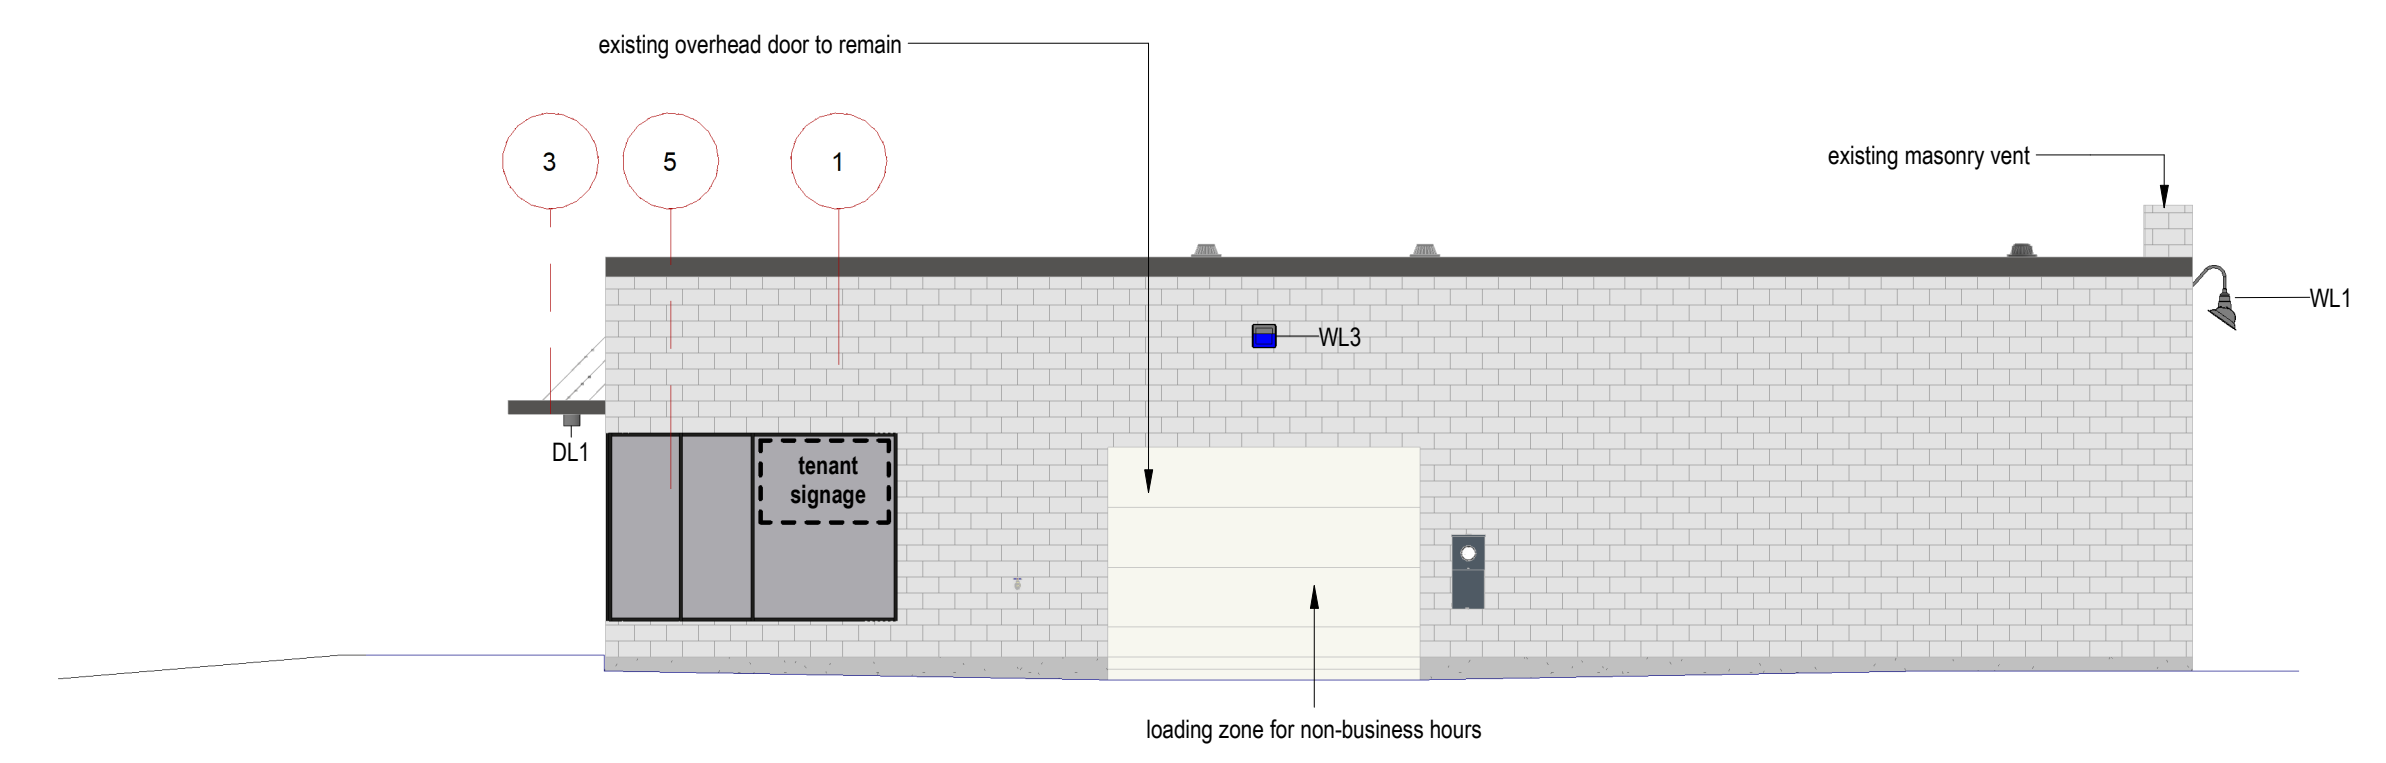 existing overhead door to remain
3
5
1
existing masonry vent
WL1
WL3
DL1
tenant
signage
loading zone for non-business hours